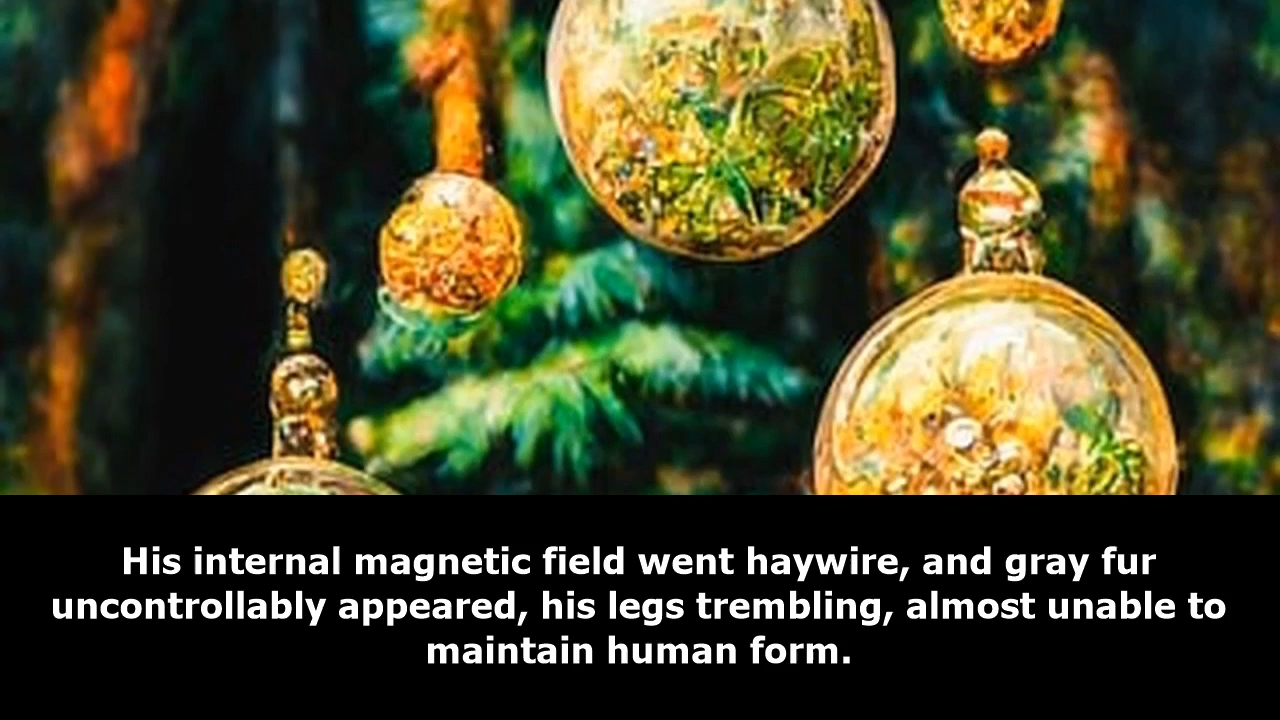 His internal magnetic field went haywire, and gray fur
uncontrollably appeared, his legs trembling, almost unable to
maintain human form.